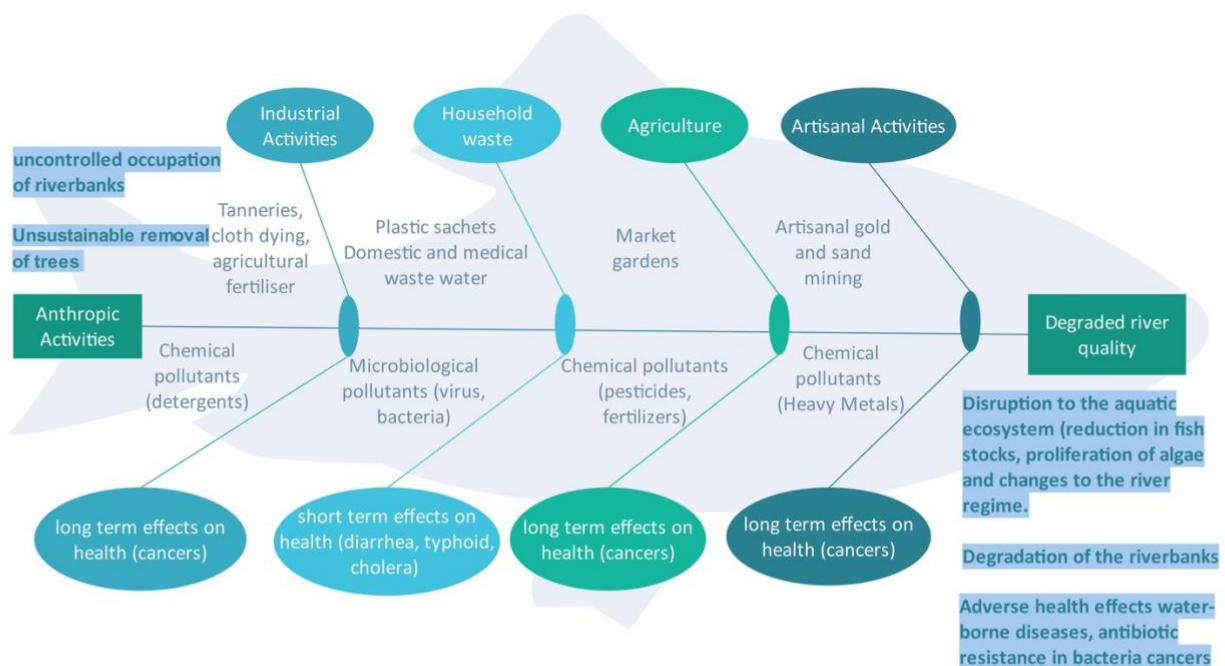 Industrial
Activities
Household
waste
Agriculture
Artisanal Activities
uncontrolled occupation
of riverbanks
Unsustainable removal
of trees
Tanneries,
cloth dying,
agricultural
fertiliser
Plastic sachets
Domestic and medical
waste water
Market
gardens
Artisanal gold
and sand
mining
Anthropic
Activities
Degraded river
quality
Chemical
pollutants
(detergents)
Microbiological
pollutants (virus,
bacteria)
Chemical pollutants
(pesticides,
fertilizers)
Chemical
pollutants
(Heavy Metals)
long term effects on
health (cancers)
short term effects on
health (diarrhea, typhoid,
cholera)
long term effects on
health (cancers)
long term effects on
health (cancers)
Disruption to the aquatic
ecosystem (reduction in fish
stocks, proliferation of algae
and changes to the river
regime.
Degradation of the riverbanks
Adverse health effects water-
borne diseases, antibiotic
resistance in bacteria cancers